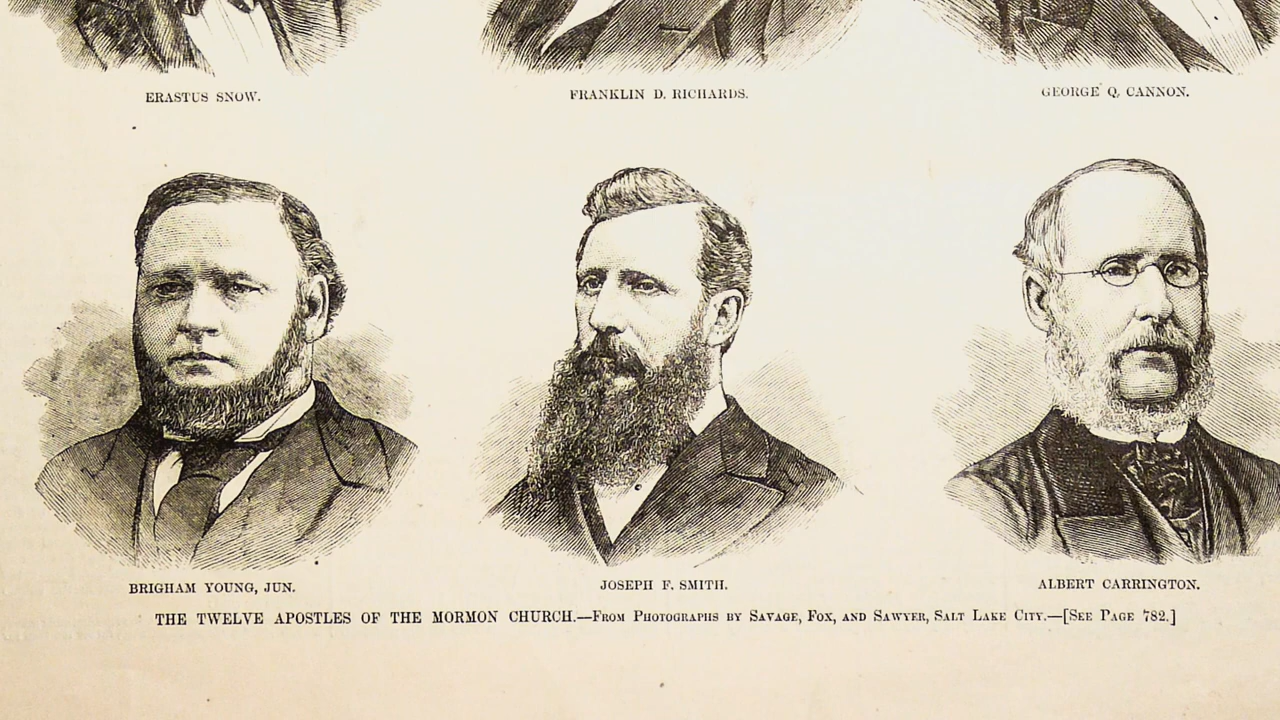 ERASTUS SNOW.
FRANKLIN D. RICHARDS.
GEORGE Q. CANNON.
BRIGHAM YOUNG, JUN.
JOSEPH F. SMITH.
ALBERT CARRINGTON.
THE TWELVE APOSTLES OF THE MORMON CHURCH.—From Photographs by Savage, Fox, and Sawyer, Salt Lake City.—[See Page 782.]